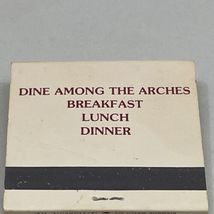 DINE AMONG THE ARCHES
BREAKFAST
LUNCH
DINNER